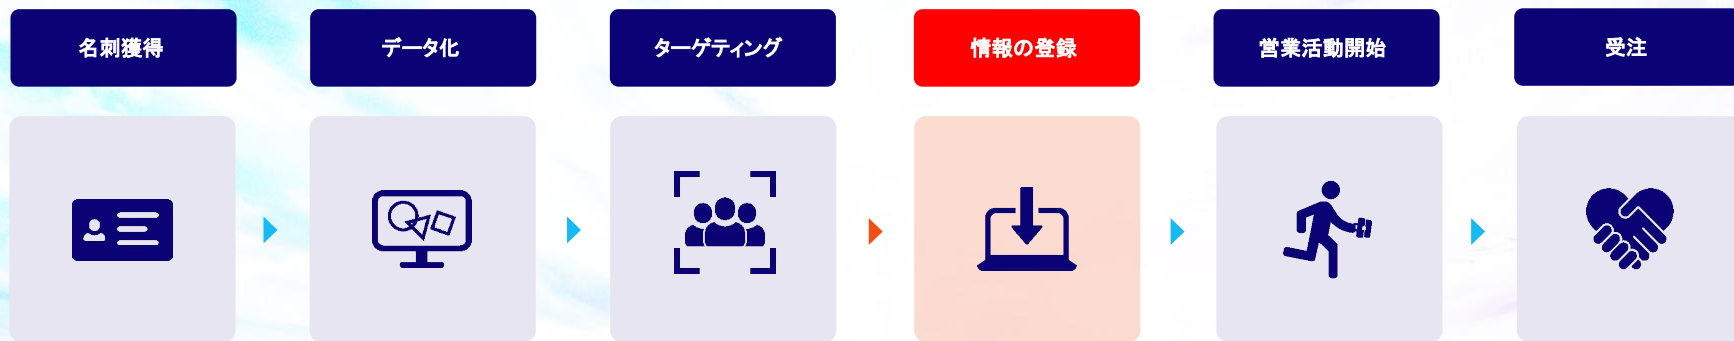 名刺獲得
データ化
ターゲティング
情報の登録
営業活動開始
受注